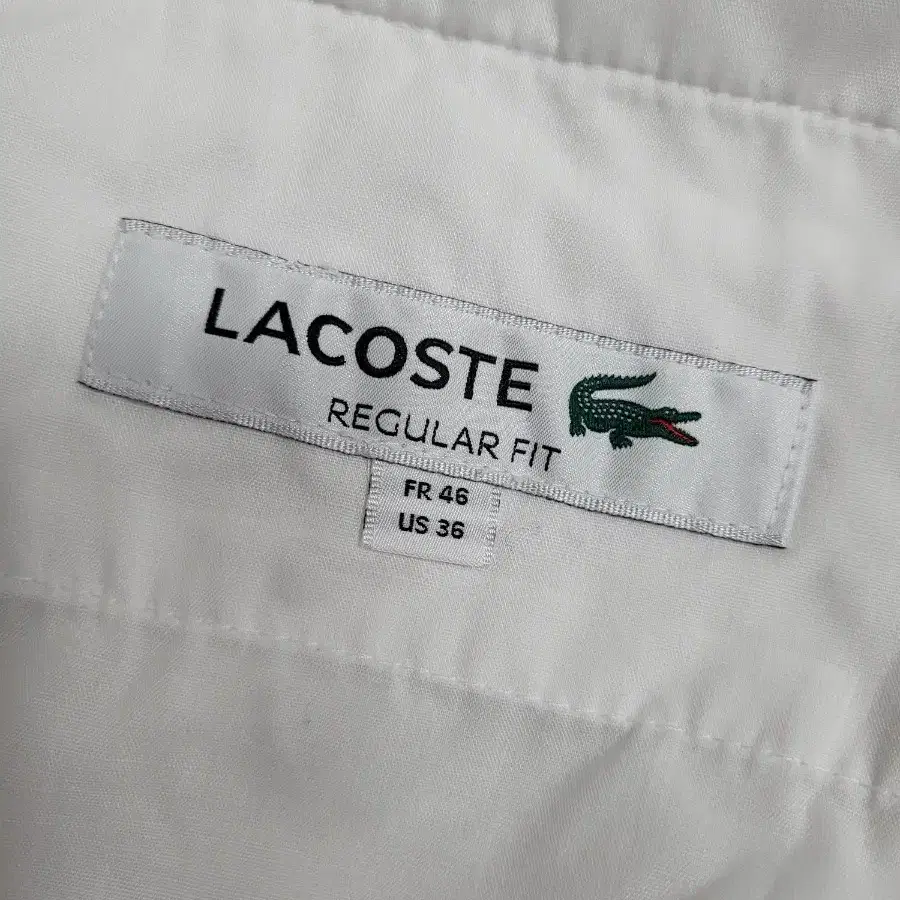 LACOSTE
REGULAR FIT
FR 46
US 36